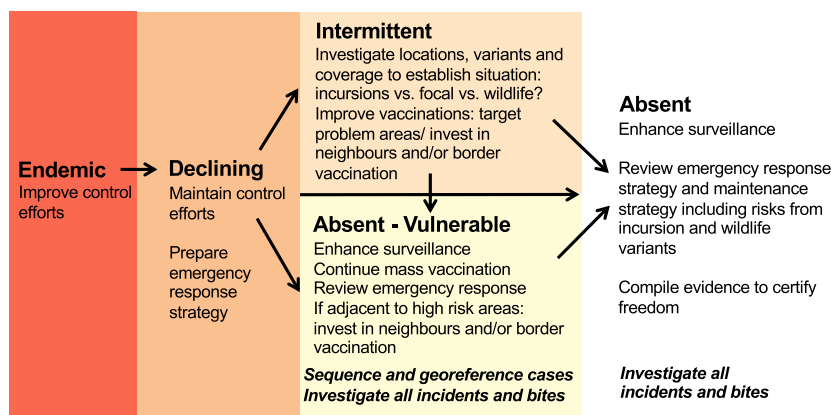 Endemic
Improve control
efforts
Declining
Maintain control
efforts
Prepare
emergency
response
strategy
Intermittent
Investigate locations, variants and
coverage to establish situation:
incursions vs. focal vs. wildlife?
Improve vaccinations: target
problem areas/ invest in
neighbours and/or border
vaccination
Absent - Vulnerable
Enhance surveillance
Continue mass vaccination
Review emergency response
If adjacent to high risk areas:
invest in neighbours and/or border
vaccination
Sequence and georeference cases
Investigate all incidents and bites
Absent
Enhance surveillance
Review emergency response
strategy and maintenance
strategy including risks from
incursion and wildlife
variants
Compile evidence to certify
freedom
Investigate all
incidents and bites